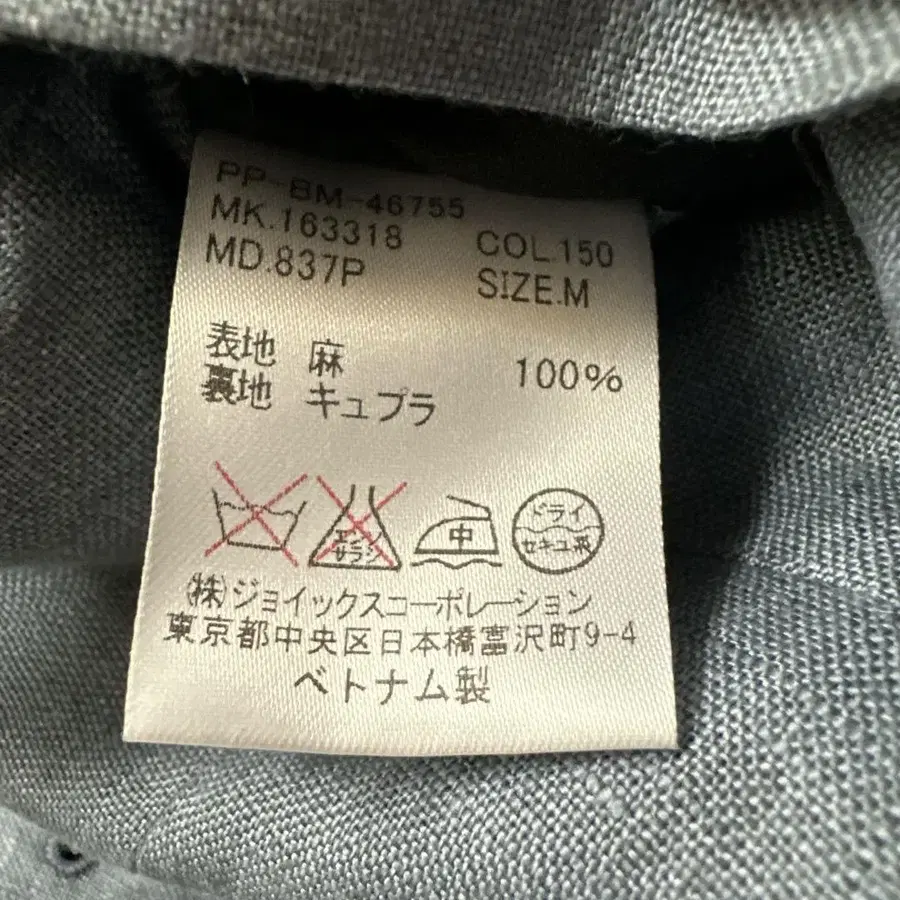 PP-BM-46755
MK.163318 COL.150
MD.837P SIZE.M
表地 麻 100%
裏地 キュプラ
エンソ サラシ
中
ドライ
セキユ系
(株)ジョイックスコーポレーション
東京都中央区日本橋富沢町9-4
ベトナム製